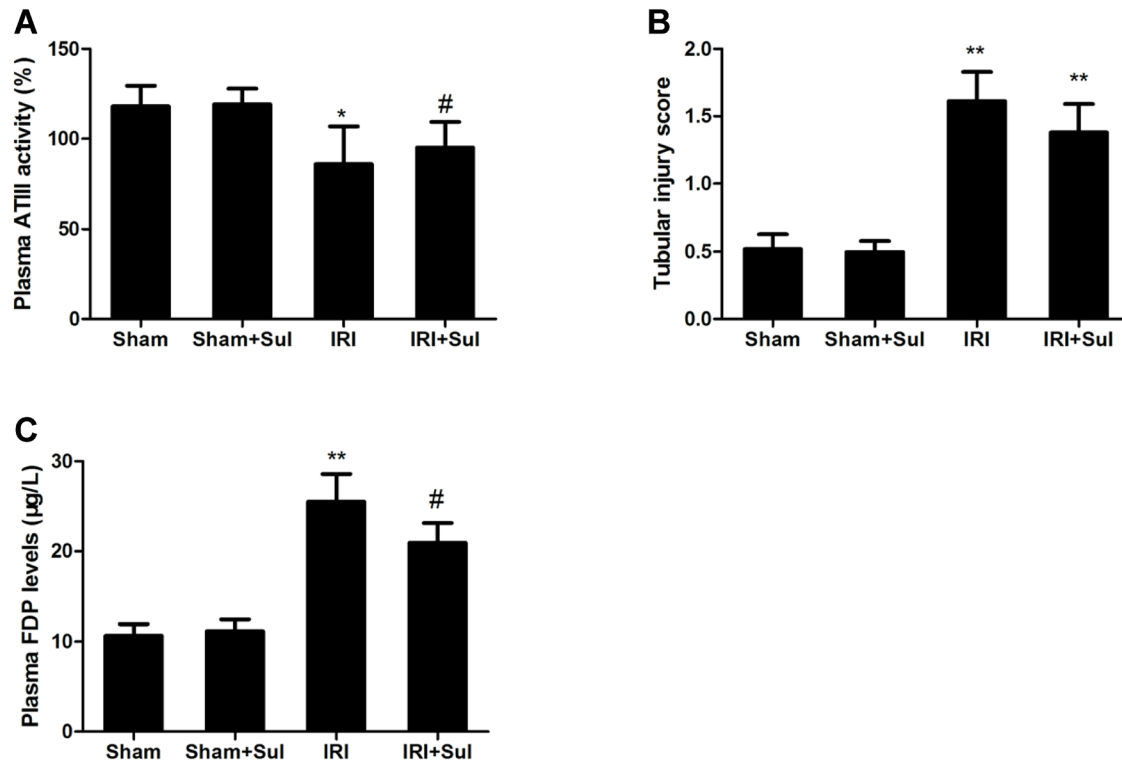 A
Plasma ATIII activity (%)
150
100
50
0
*
#
Sham Sham+Sul IRI IRI+Sul
B
Tubular injury score
2.0
1.5
1.0
0.5
0.0
**
**
Sham Sham+Sul IRI IRI+Sul
C
Plasma FDP levels (µg/L)
30
20
10
0
**
#
Sham Sham+Sul IRI IRI+Sul